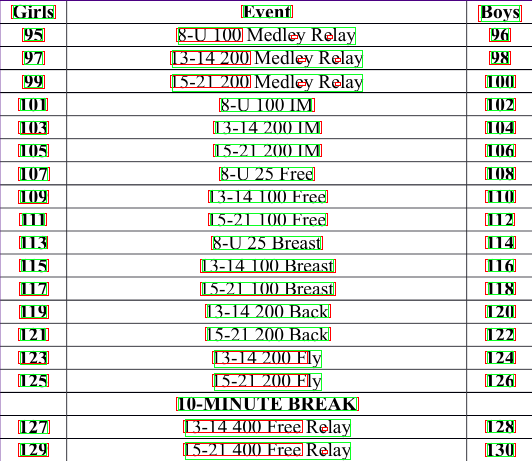 Girls Event Boys
95 8-U 100 Medley Relay 96
97 13-14 200 Medley Relay 98
99 15-21 200 Medley Relay 100
101 8-U 100 IM 102
103 13-14 200 IM 104
105 15-21 200 IM 106
107 8-U 25 Free 108
109 13-14 100 Free 110
111 15-21 100 Free 112
113 8-U 25 Breast 114
115 13-14 100 Breast 116
117 15-21 100 Breast 118
119 13-14 200 Back 120
121 15-21 200 Back 122
123 13-14 200 Fly 124
125 15-21 200 Fly 126
10-MINUTE BREAK
127 13-14 400 Free Relay 128
129 15-21 400 Free Relay 130